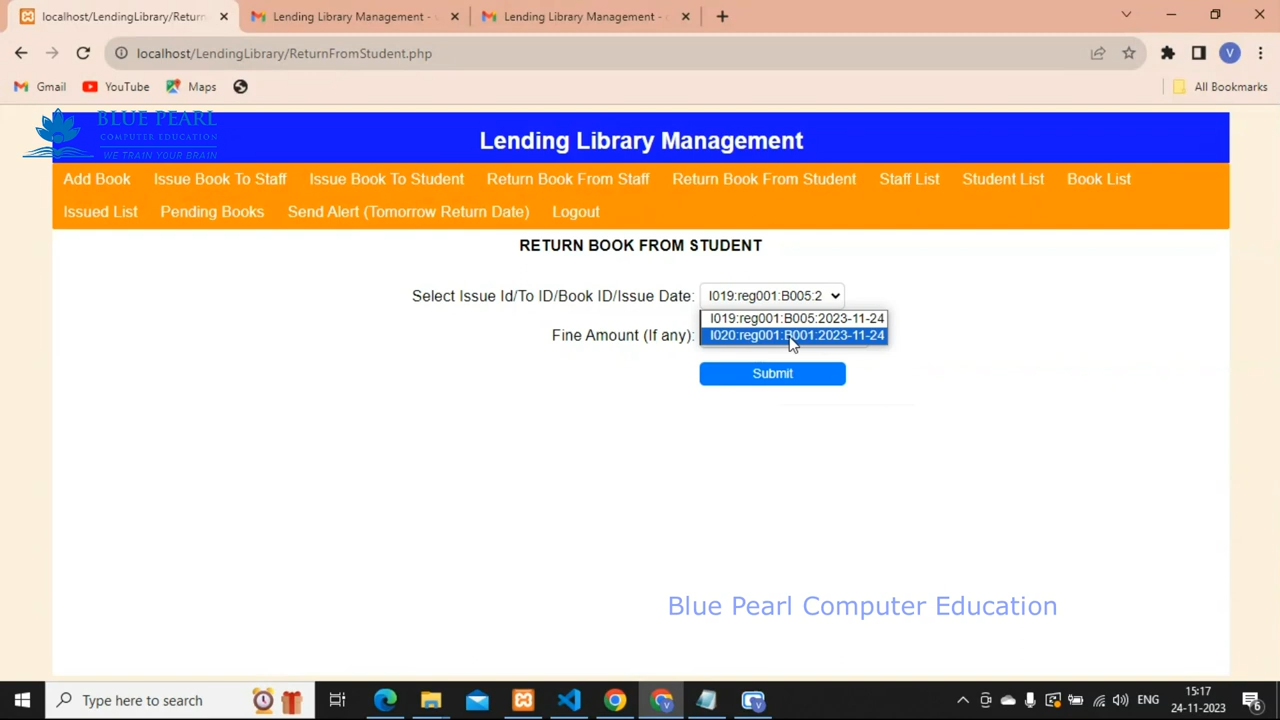 localhost/LendingLibrary/Return
Lending Library Management -
Lending Library Management -
localhost/LendingLibrary/ReturnFromStudent.php
V
Gmail
YouTube
Maps
All Bookmarks
BLUE PEARL
COMPUTER EDUCATION
WE TRAIN YOUR BRAIN
Lending Library Management
Add Book Issue Book To Staff Issue Book To Student Return Book From Staff Return Book From Student Staff List Student List Book List
Issued List Pending Books Send Alert (Tomorrow Return Date) Logout
RETURN BOOK FROM STUDENT
Select Issue Id/To ID/Book ID/Issue Date: I019:reg001:B005:2
I019:reg001:B005:2023-11-24
Fine Amount (If any): I020:reg001:B001:2023-11-24
Submit
Blue Pearl Computer Education
Type here to search
ENG
15:17
24-11-2023
6